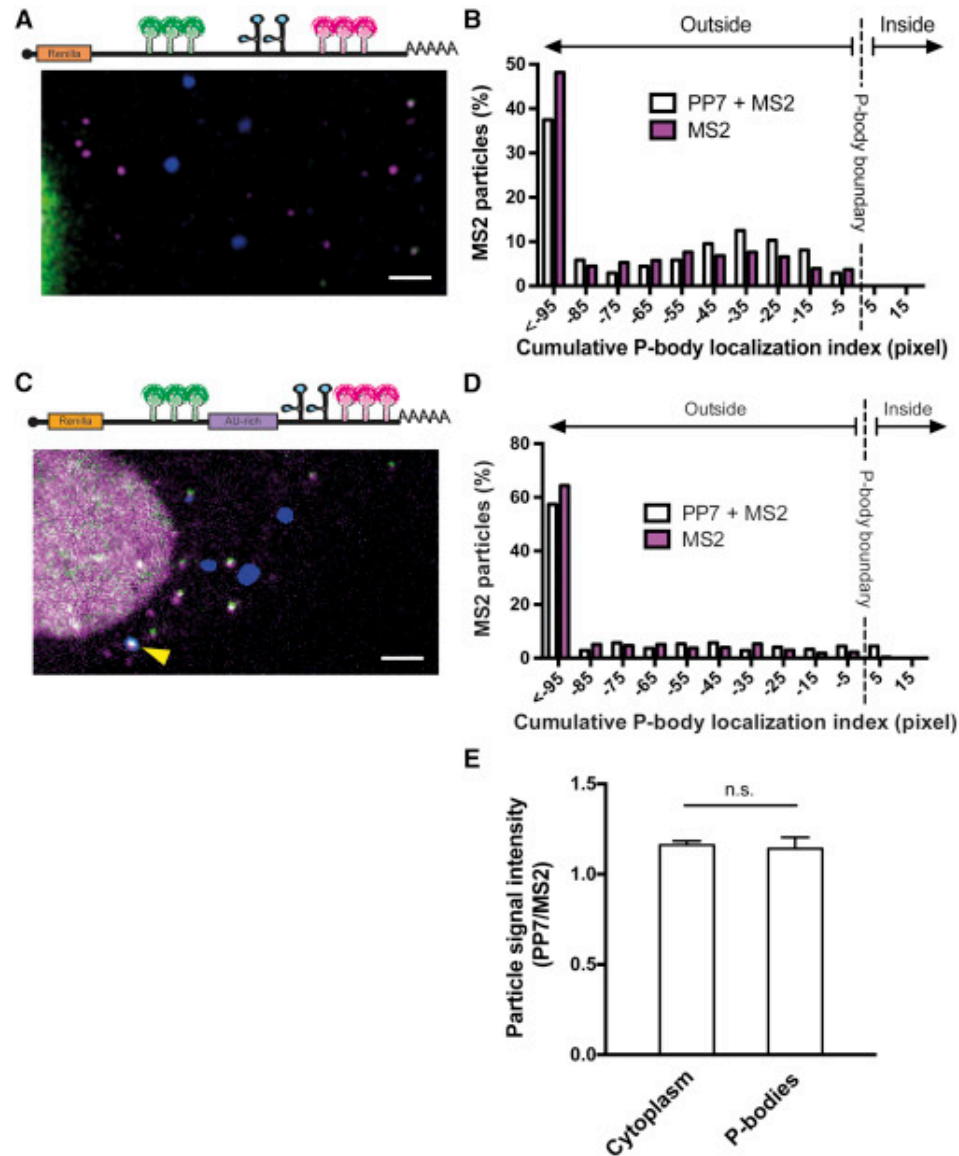 A
Renilla
AAAAA
B
Outside
Inside
MS2 particles (%)
50
40
30
20
10
0
PP7 + MS2
MS2
P-body boundary
<-95
-85
-75
-65
-55
-45
-35
-25
-15
-5
5
15
Cumulative P-body localization index (pixel)
C
Renilla
AU-rich
AAAAA
D
Outside
Inside
MS2 particles (%)
80
60
40
20
0
PP7 + MS2
MS2
P-body boundary
<-95
-85
-75
-65
-55
-45
-35
-25
-15
-5
5
15
Cumulative P-body localization index (pixel)
E
Particle signal intensity
(PP7/MS2)
1.5
1.0
0.5
0.0
n.s.
Cytoplasm
P-bodies